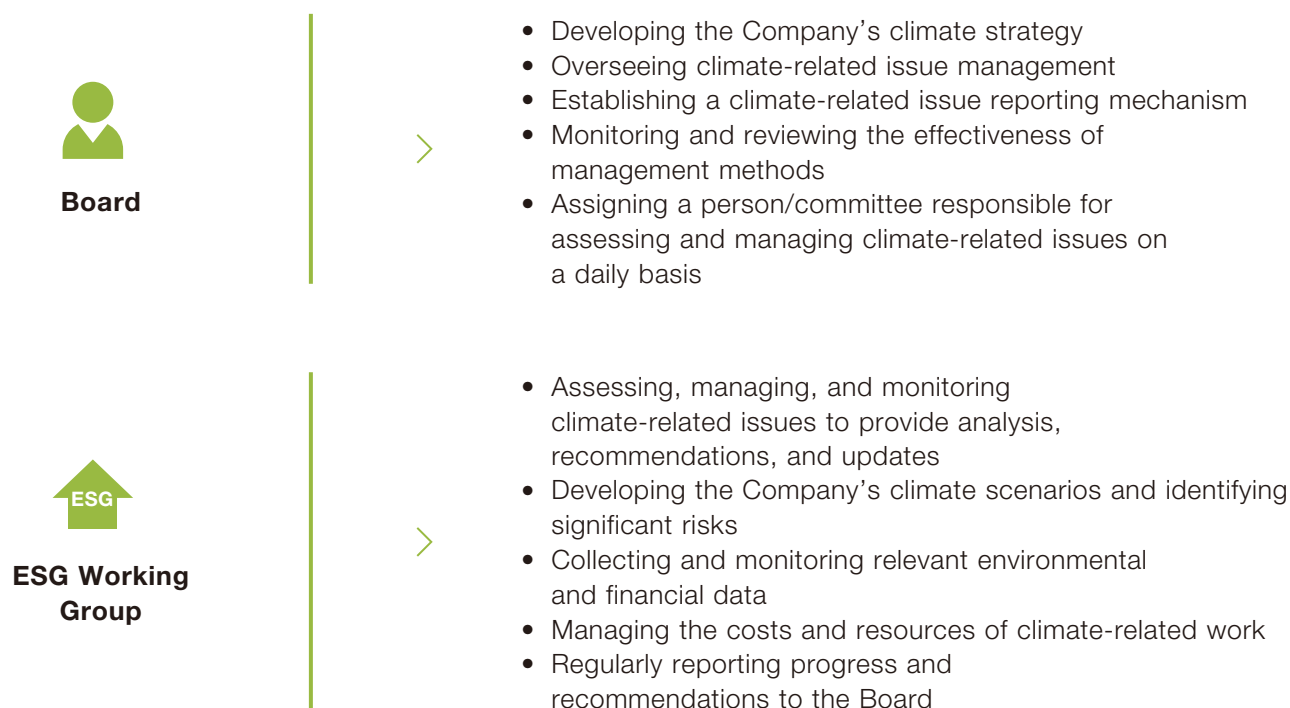 • Developing the Company’s climate strategy
• Overseeing climate-related issue management
• Establishing a climate-related issue reporting mechanism
• Monitoring and reviewing the effectiveness of
management methods
• Assigning a person/committee responsible for
assessing and managing climate-related issues on
a daily basis
Board
• Assessing, managing, and monitoring
climate-related issues to provide analysis,
recommendations, and updates
• Developing the Company’s climate scenarios and identifying
significant risks
• Collecting and monitoring relevant environmental
and financial data
• Managing the costs and resources of climate-related work
• Regularly reporting progress and
recommendations to the Board
ESG
ESG Working
Group